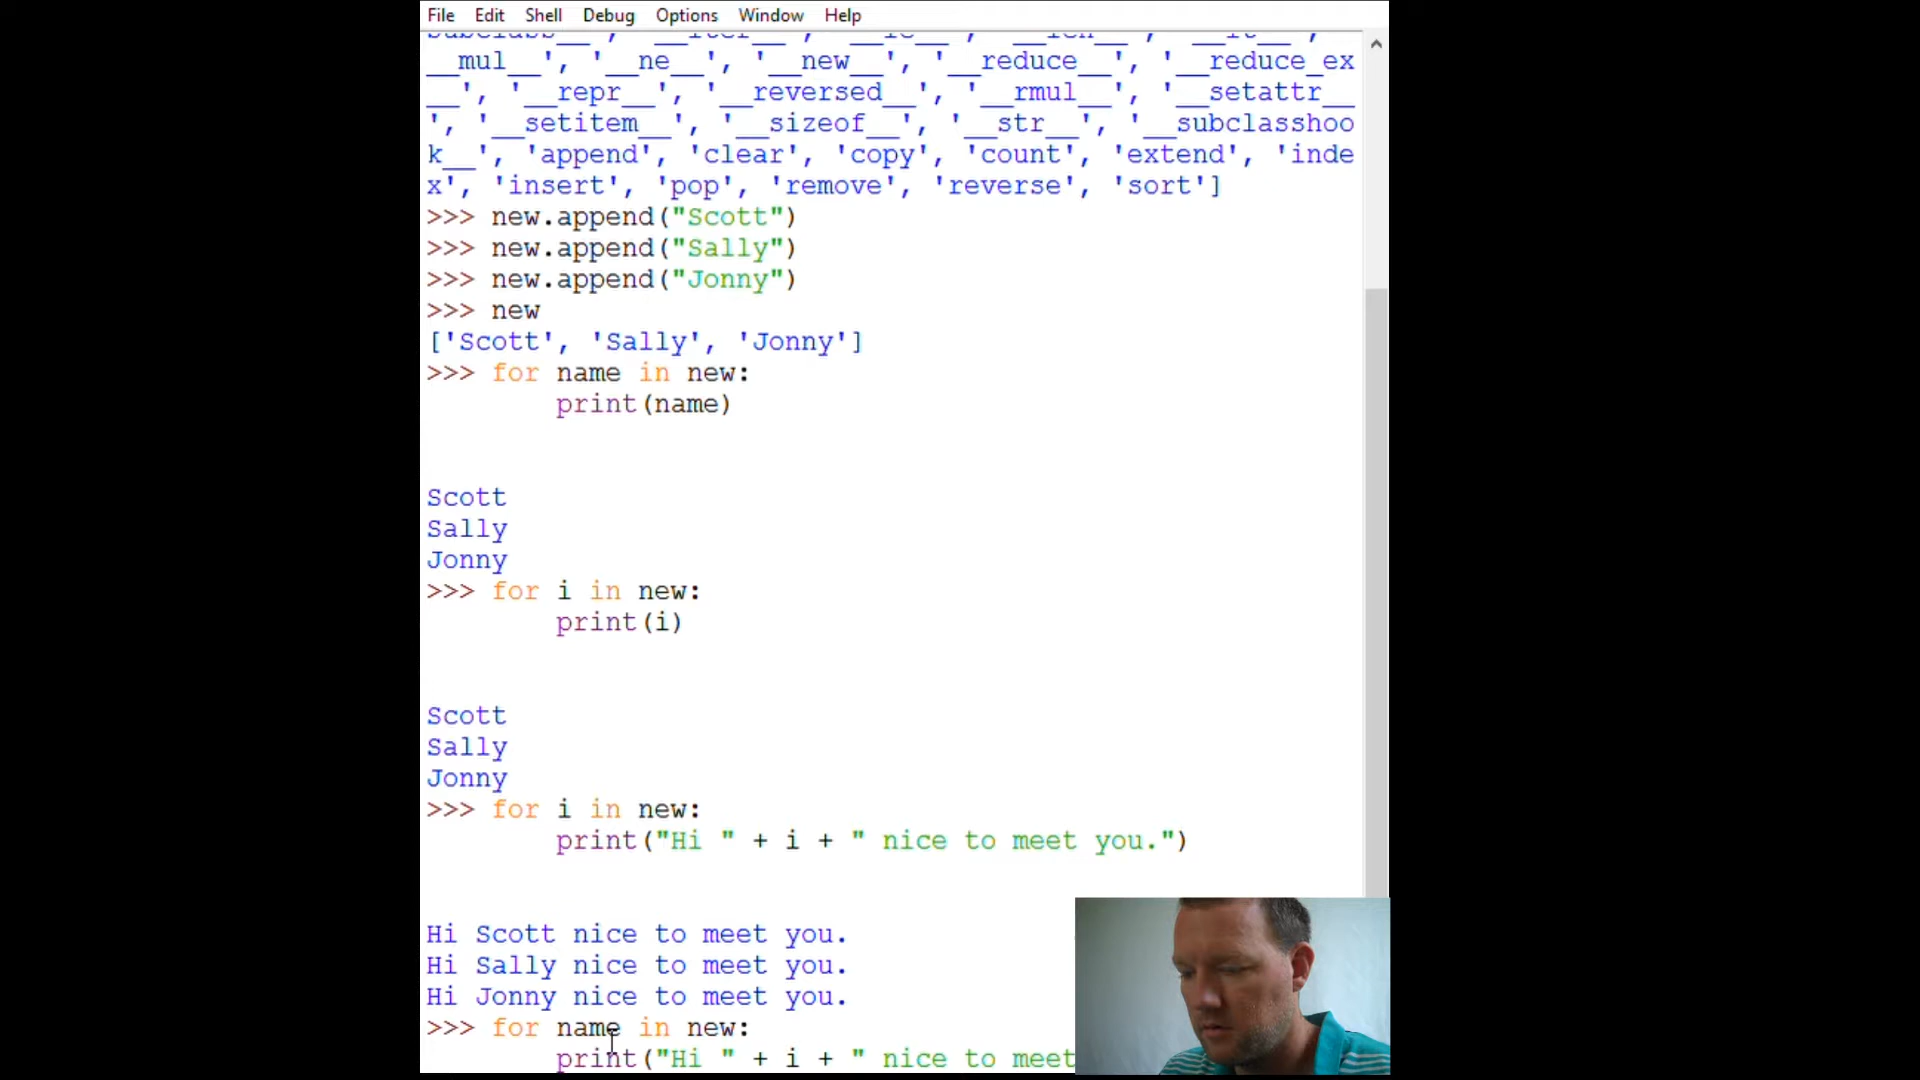 File Edit Shell Debug Options Window Help
__mul__', '__ne__', '__new__', '__reduce__', '__reduce_ex
__', '__repr__', '__reversed__', '__rmul__', '__setattr__
', '__setitem__', '__sizeof__', '__str__', '__subclasshoo
k__', 'append', 'clear', 'copy', 'count', 'extend', 'inde
x', 'insert', 'pop', 'remove', 'reverse', 'sort']
>>> new.append("Scott")
>>> new.append("Sally")
>>> new.append("Jonny")
>>> new
['Scott', 'Sally', 'Jonny']
>>> for name in new:
print(name)
Scott
Sally
Jonny
>>> for i in new:
print(i)
Scott
Sally
Jonny
>>> for i in new:
print("Hi " + i + " nice to meet you.")
Hi Scott nice to meet you.
Hi Sally nice to meet you.
Hi Jonny nice to meet you.
>>> for name in new:
print("Hi " + i + " nice to meet